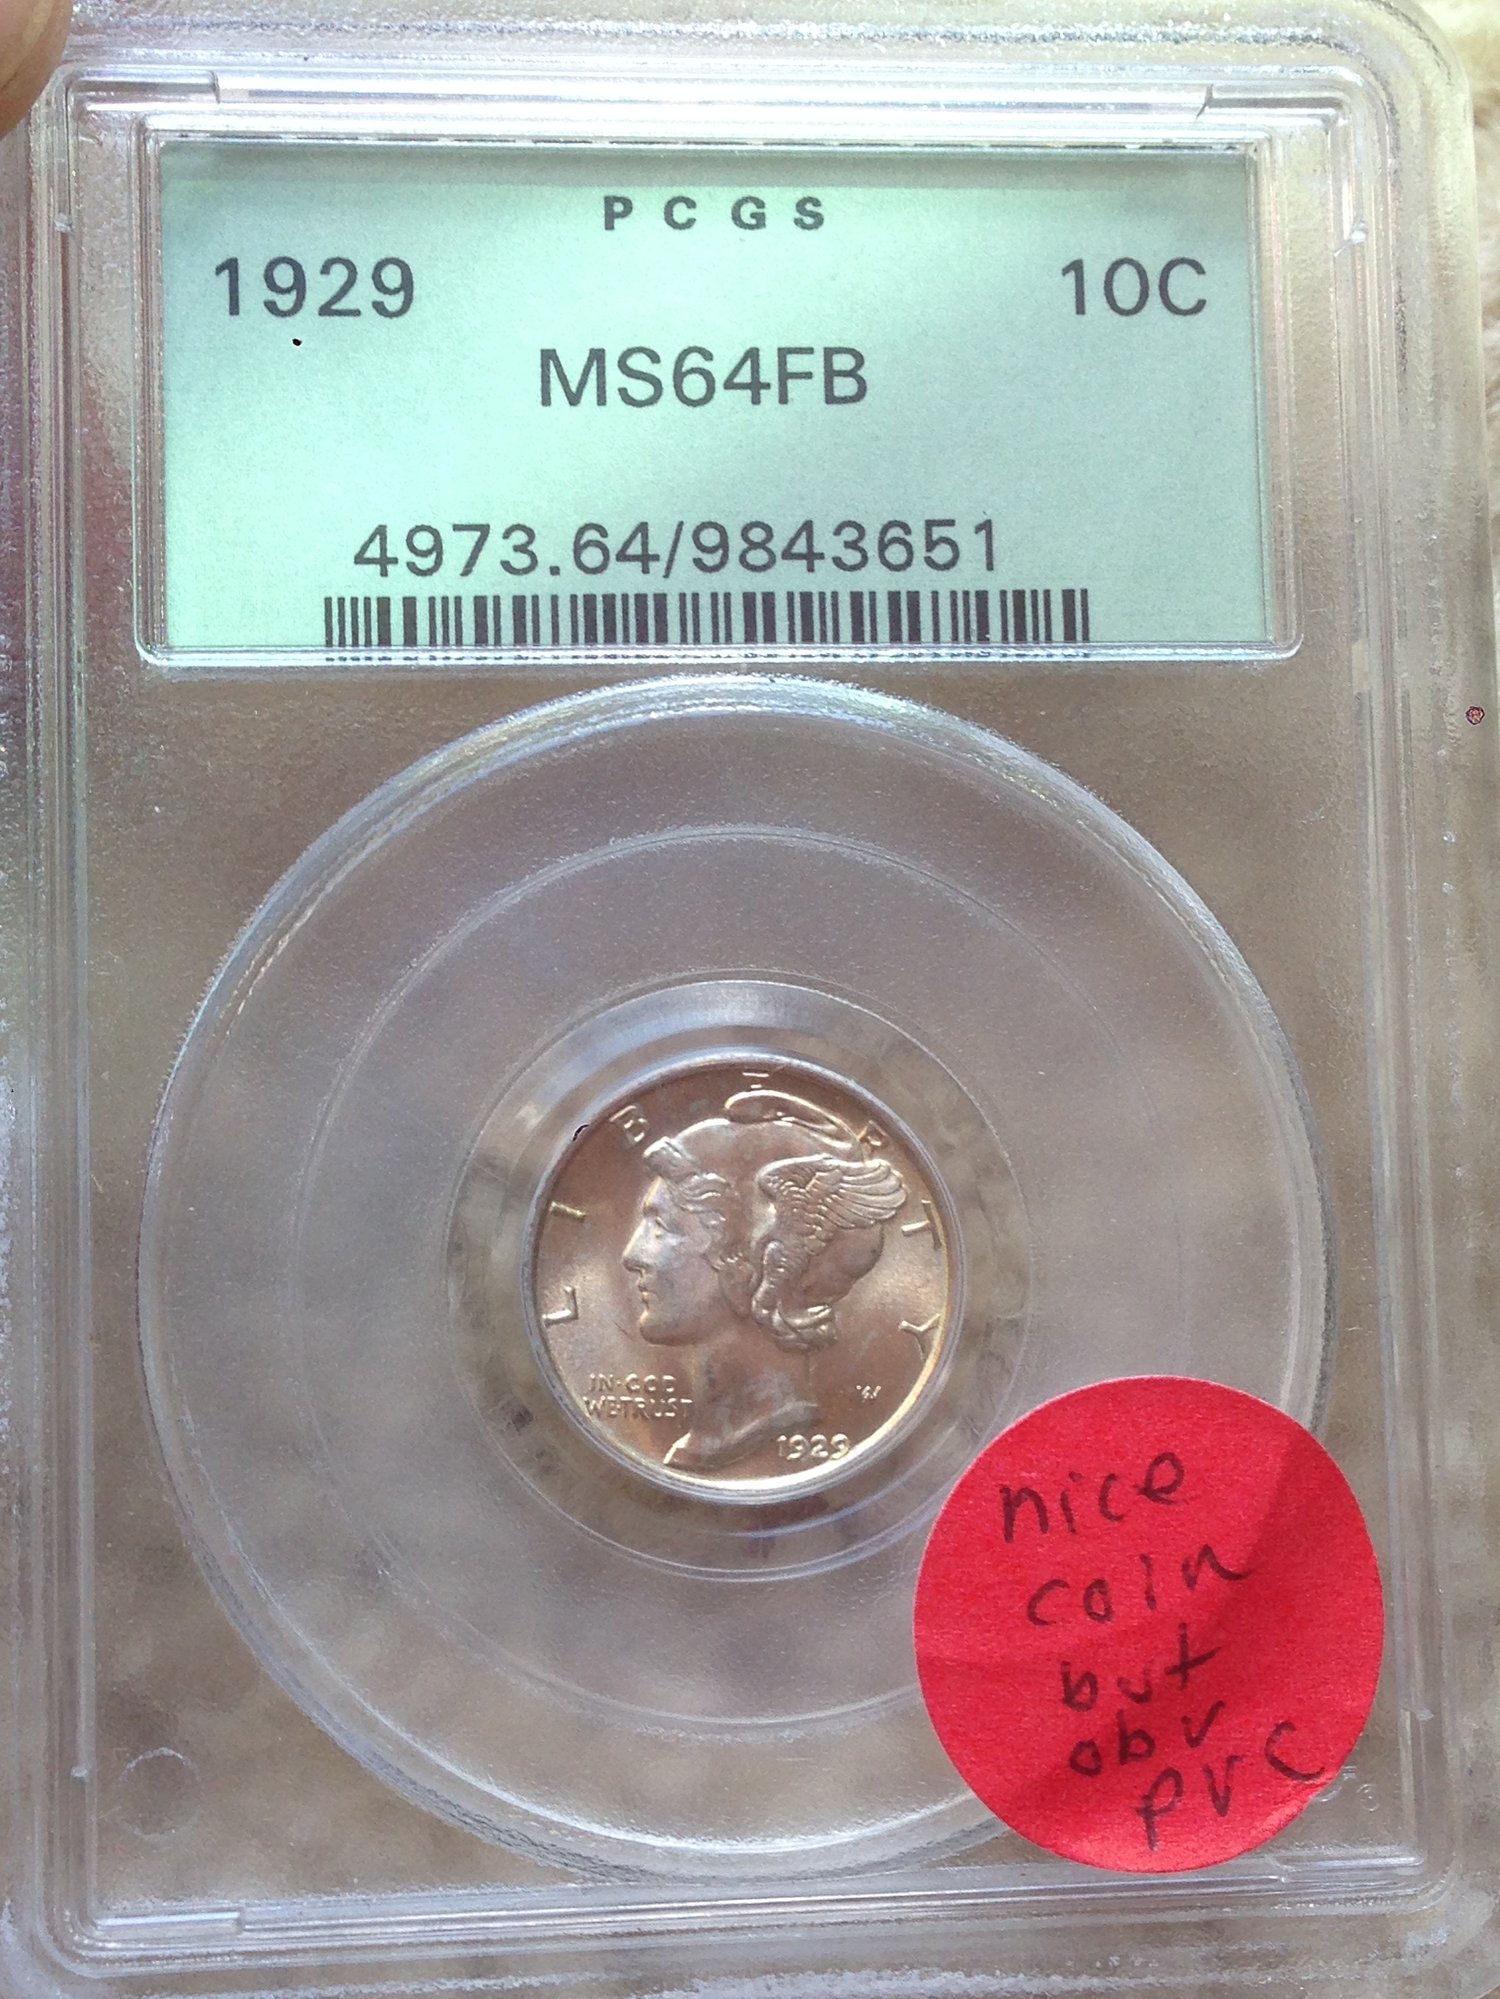 PCGS
1929 10C
MS64FB
4973.64/9843651
LIBERTY
IN·GOD
WE·TRUST
1929
nice
coin
but
obv
PVC